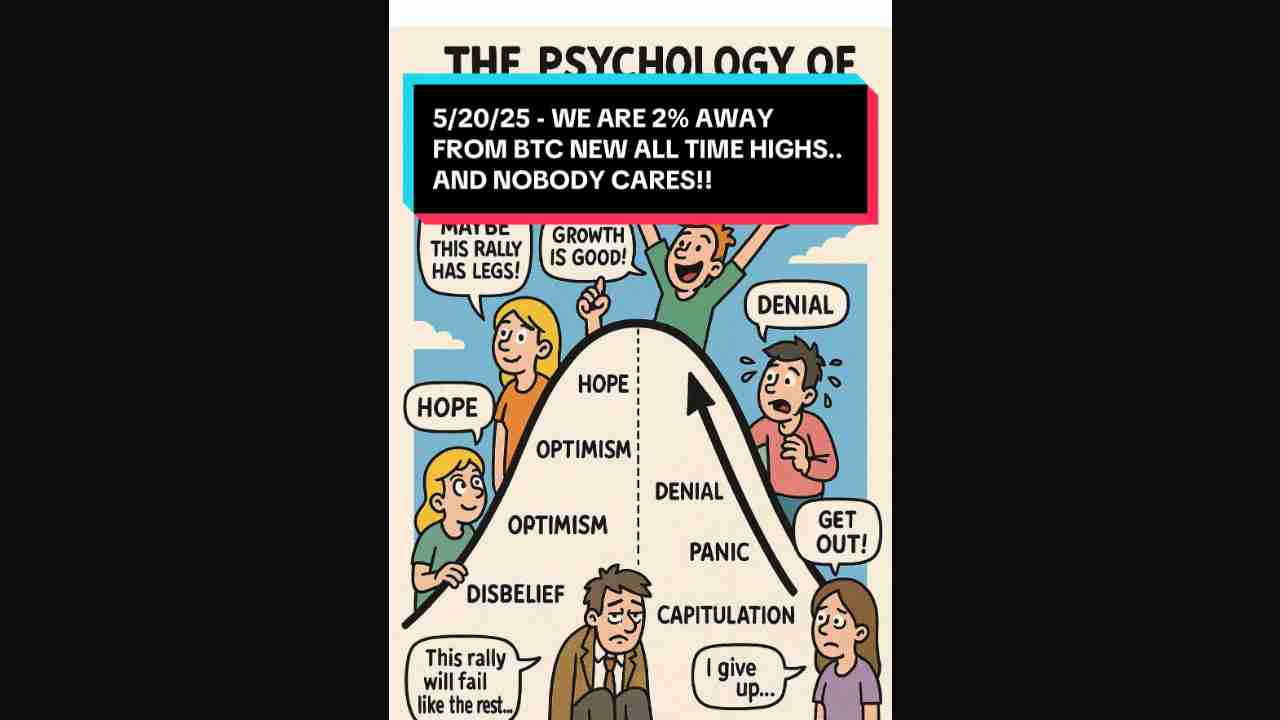 THE PSYCHOLOGY OF
5/20/25 - WE ARE 2% AWAY
FROM BTC NEW ALL TIME HIGHS..
AND NOBODY CARES!!
MAYBE
THIS RALLY
HAS LEGS!
GROWTH
IS GOOD!
DENIAL
HOPE
HOPE
OPTIMISM
OPTIMISM
DISBELIEF
DENIAL
PANIC
CAPITULATION
GET
OUT!
This rally
will fail
like the rest...
I give
up...